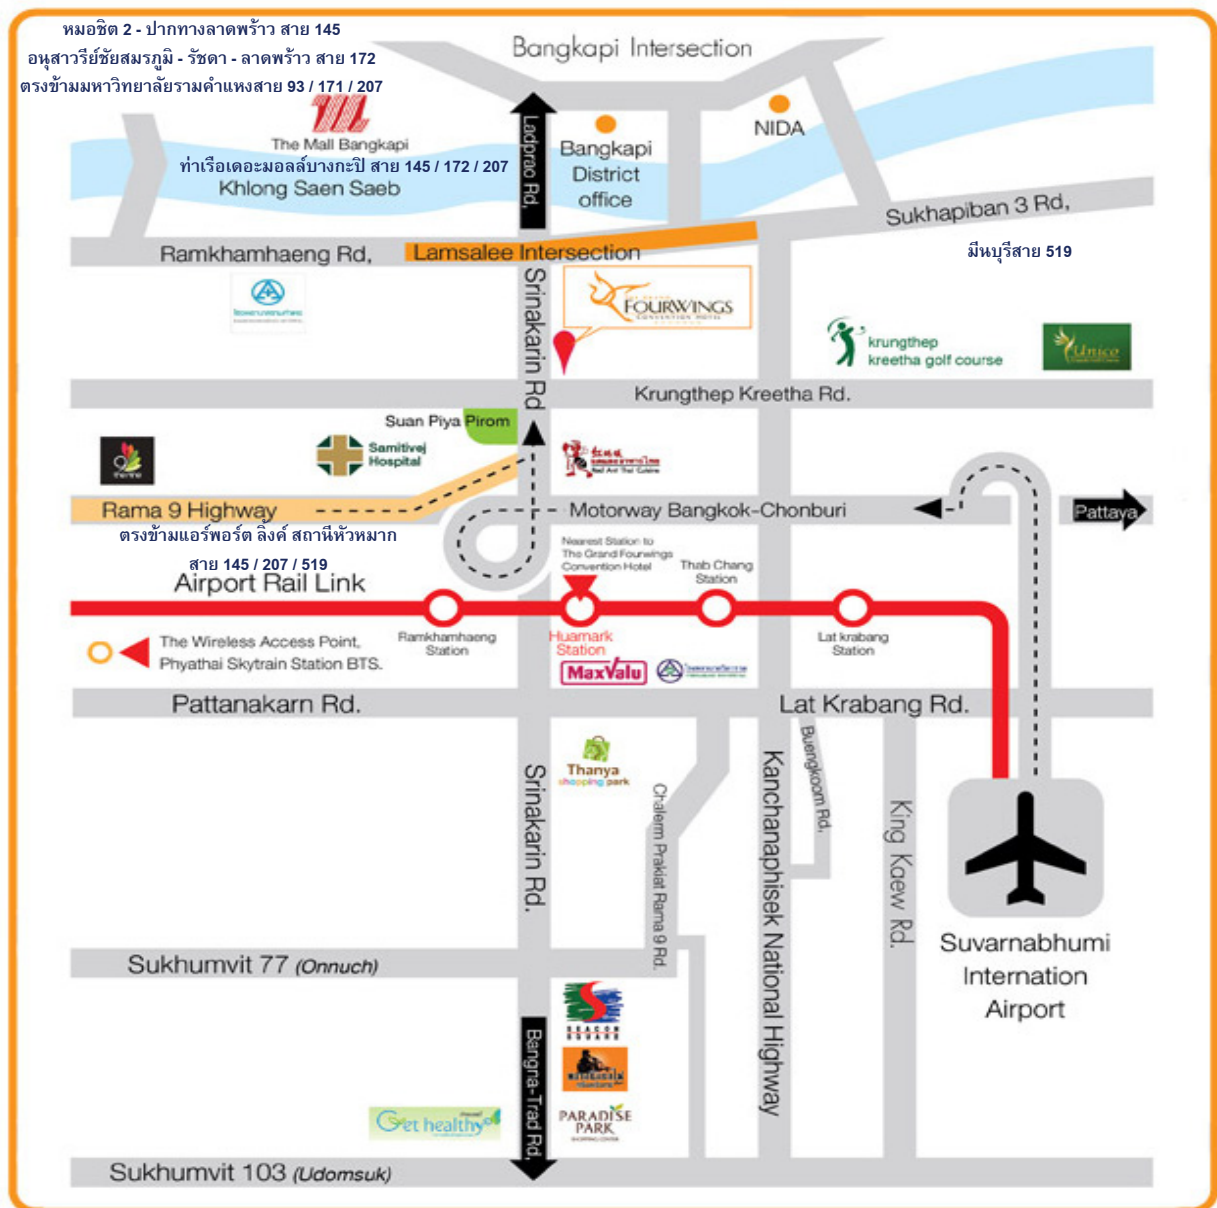 หมอชิต 2 - ปากทางลาดพร้าว สาย 145
อนุสาวรีย์ชัยสมรภูมิ - รัชดา - ลาดพร้าว สาย 172
ตรงข้ามมหาวิทยาลัยรามคำแหงสาย 93 / 171 / 207
Bangkapi Intersection
The Mall Bangkapi
ท่าเรือเดอะมอลล์บางกะปิ สาย 145 / 172 / 207
Khlong Saen Saeb
Ladprao Rd,
Bangkapi
District
office
NIDA
Sukhapiban 3 Rd,
Ramkhamhaeng Rd,
Lamsalee Intersection
มีนบุรีสาย 519
Srinakarin Rd
FOURWINGS
CONVENTION HOTEL
krungthep
kreetha golf course
Unico
Krungthep Kreetha Rd.
Suan Piya Pirom
Samitivej
Hospital
Red Ant Thai Cuisine
Rama 9 Highway
Motorway Bangkok-Chonburi
Pattaya
ตรงข้ามแอร์พอร์ต ลิ้งค์ สถานีหัวหมาก
สาย 145 / 207 / 519
Airport Rail Link
Nearest Station to
The Grand Fourwings
Convention Hotel
Thab Chang
Station
Ramkhamhaeng
Station
Huamark
Station
Lat krabang
Station
The Wireless Access Point,
Phyathai Skytrain Station BTS.
MaxValu
Pattanakarn Rd.
Lat Krabang Rd.
Thanya
shopping park
Srinakarin Rd.
Chalerm Prakiat Rama 9 Rd.
Kanchanaphisek National Highway
Buengkoom Rd,
King Kaew Rd.
Suvarnabhumi
Internation
Airport
Sukhumvit 77 (Onnuch)
SEACON
SQUARE
Bangna-Trad Rd,
Get healthy
PARADISE
PARK
SHOPPING CENTER
Sukhumvit 103 (Udomsuk)